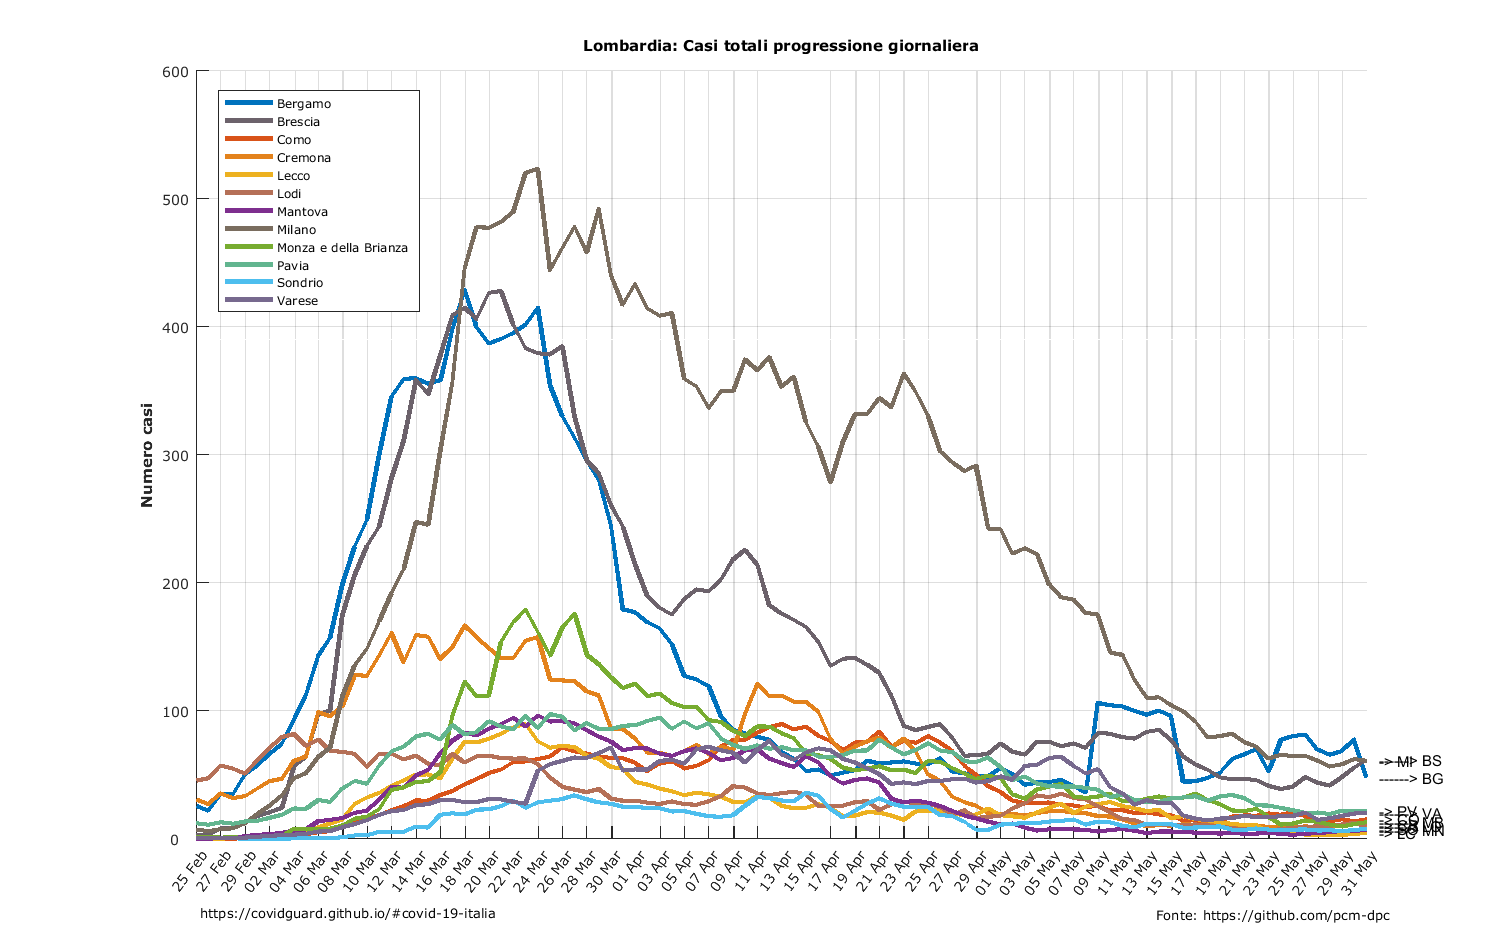 Lombardia: Casi totali progressione giornaliera
Numero casi
600
500
400
300
200
100
0
Bergamo
Brescia
Como
Cremona
Lecco
Lodi
Mantova
Milano
Monza e della Brianza
Pavia
Sondrio
Varese
-----> BS
-> MI
-----> BG
-> PV
VA
MN
25 Feb
27 Feb
29 Feb
02 Mar
04 Mar
06 Mar
08 Mar
10 Mar
12 Mar
14 Mar
16 Mar
18 Mar
20 Mar
22 Mar
24 Mar
26 Mar
28 Mar
30 Mar
01 Apr
03 Apr
05 Apr
07 Apr
09 Apr
11 Apr
13 Apr
15 Apr
17 Apr
19 Apr
21 Apr
23 Apr
25 Apr
27 Apr
29 Apr
01 May
03 May
05 May
07 May
09 May
11 May
13 May
15 May
17 May
19 May
21 May
23 May
25 May
27 May
29 May
31 May
https://covidguard.github.io/#covid-19-italia
Fonte: https://github.com/pcm-dpc